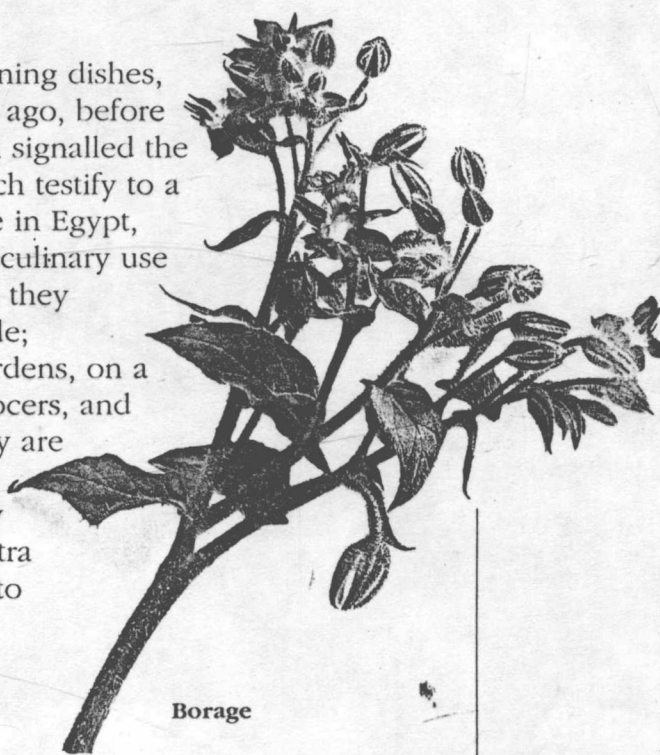 ning dishes,
ago, before
signalled the
ch testify to a
e in Egypt,
culinary use
they
le;
rdens, on a
ocers, and
y are
tra
to
Borage